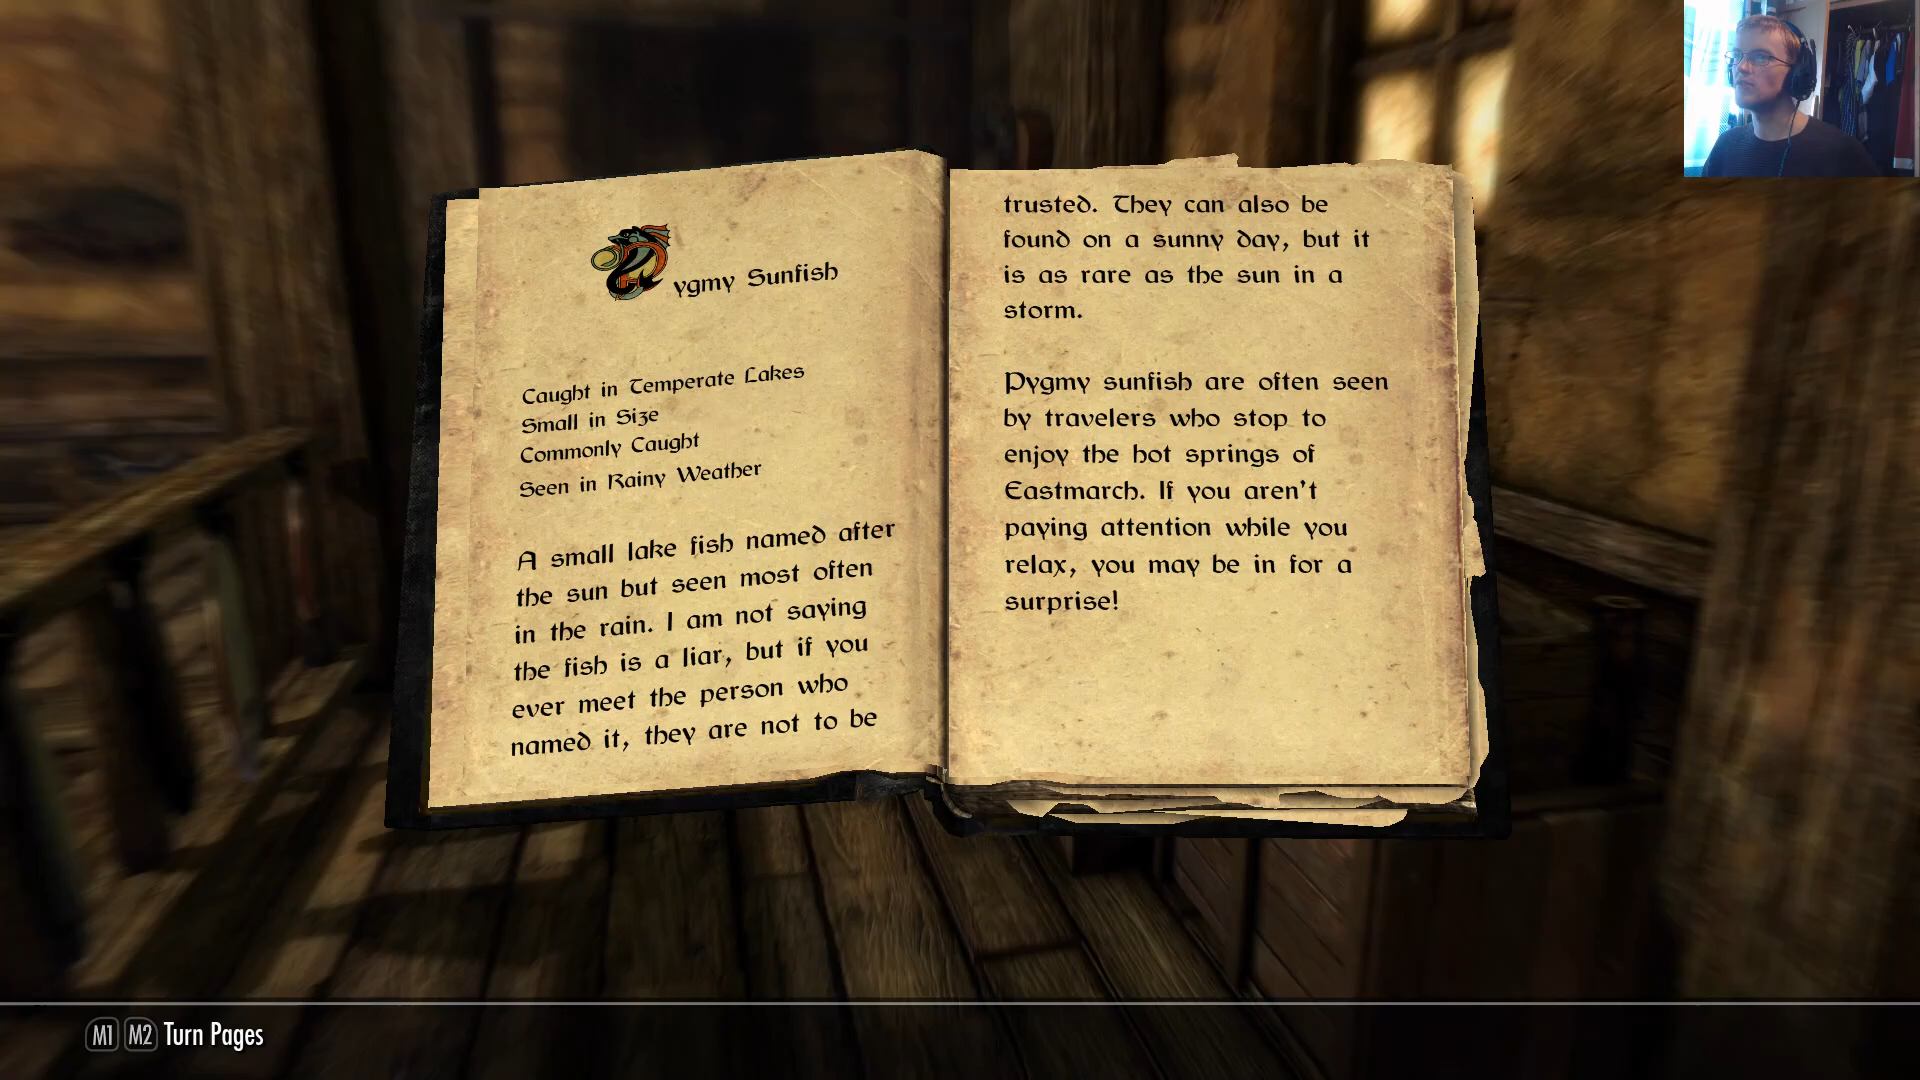 Pygmy Sunfish
Caught in Temperate Lakes
Small in Size
Commonly Caught
Seen in Rainy Weather
A small lake fish named after
the sun but seen most often
in the rain. I am not saying
the fish is a liar, but if you
ever meet the person who
named it, they are not to be
trusted. They can also be
found on a sunny day, but it
is as rare as the sun in a
storm.
Pygmy sunfish are often seen
by travelers who stop to
enjoy the hot springs of
Eastmarch. If you aren't
paying attention while you
relax, you may be in for a
surprise!
M1 M2 Turn Pages